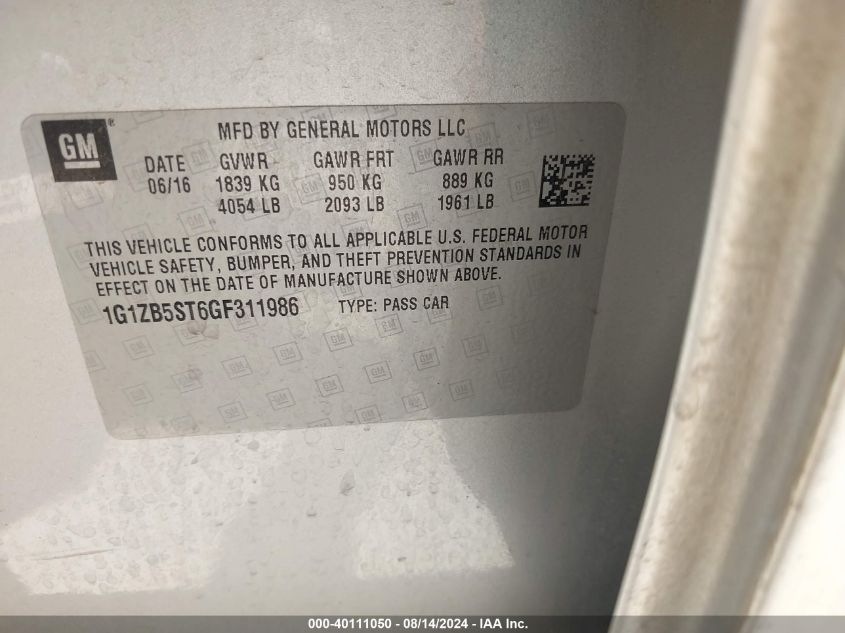 GM®
MFD BY GENERAL MOTORS LLC
DATE GVWR GAWR FRT GAWR RR
06/16 1839 KG 950 KG 889 KG
4054 LB 2093 LB 1961 LB
THIS VEHICLE CONFORMS TO ALL APPLICABLE U.S. FEDERAL MOTOR
VEHICLE SAFETY, BUMPER, AND THEFT PREVENTION STANDARDS IN
EFFECT ON THE DATE OF MANUFACTURE SHOWN ABOVE.
1G1ZB5ST6GF311986 TYPE: PASS CAR
000-40111050 - 08/14/2024 - IAA Inc.